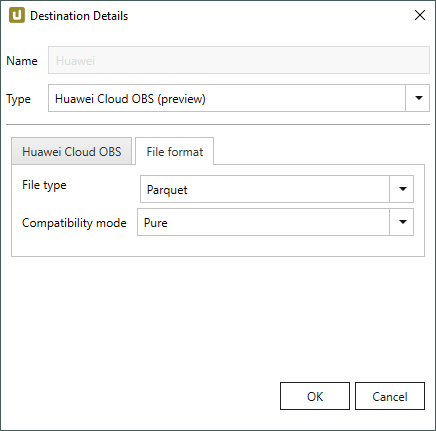 Destination Details
Name Huawei
Type Huawei Cloud OBS (preview)
Huawei Cloud OBS File format
File type Parquet
Compatibility mode Pure
OK Cancel